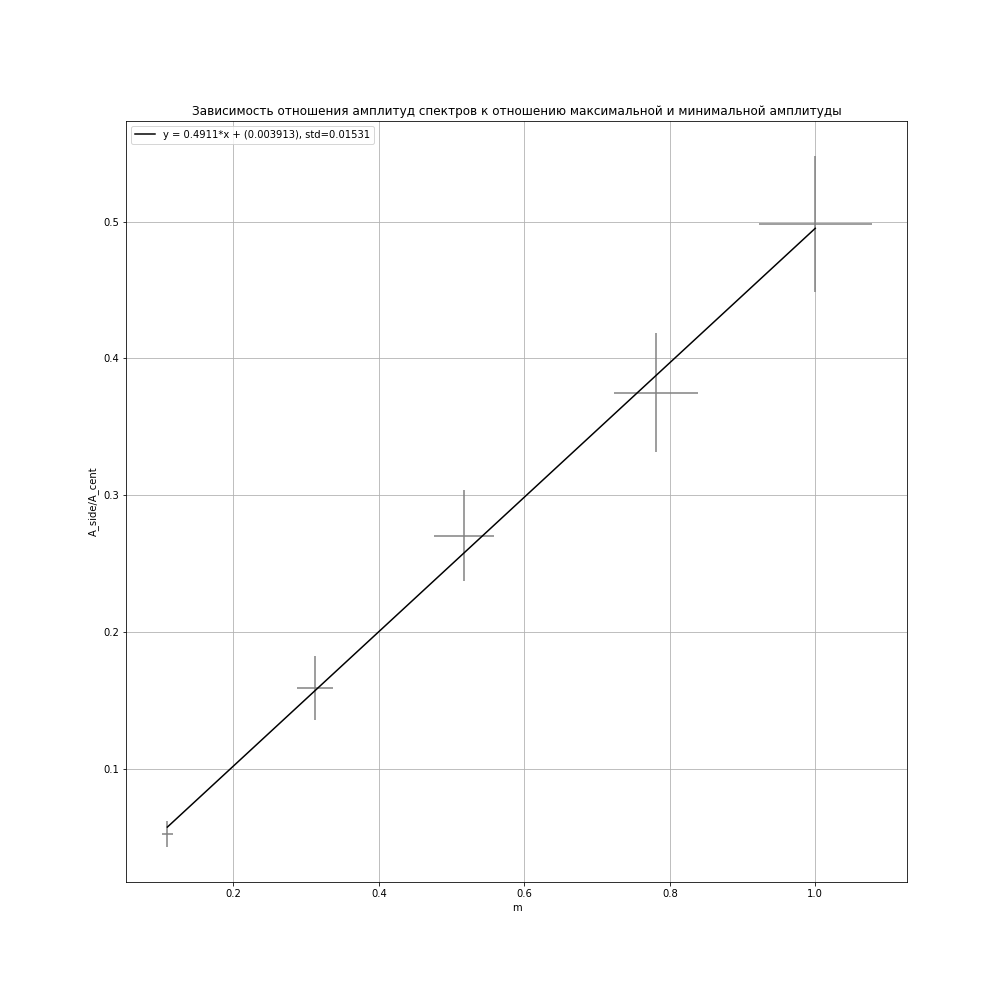 Зависимость отношения амплитуд спектров к отношению максимальной и минимальной амплитуды
y = 0.4911*x + (0.003913), std=0.01531
A_side/A_cent
0.5
0.4
0.3
0.2
0.1
0.2 0.4 0.6 0.8 1.0
m